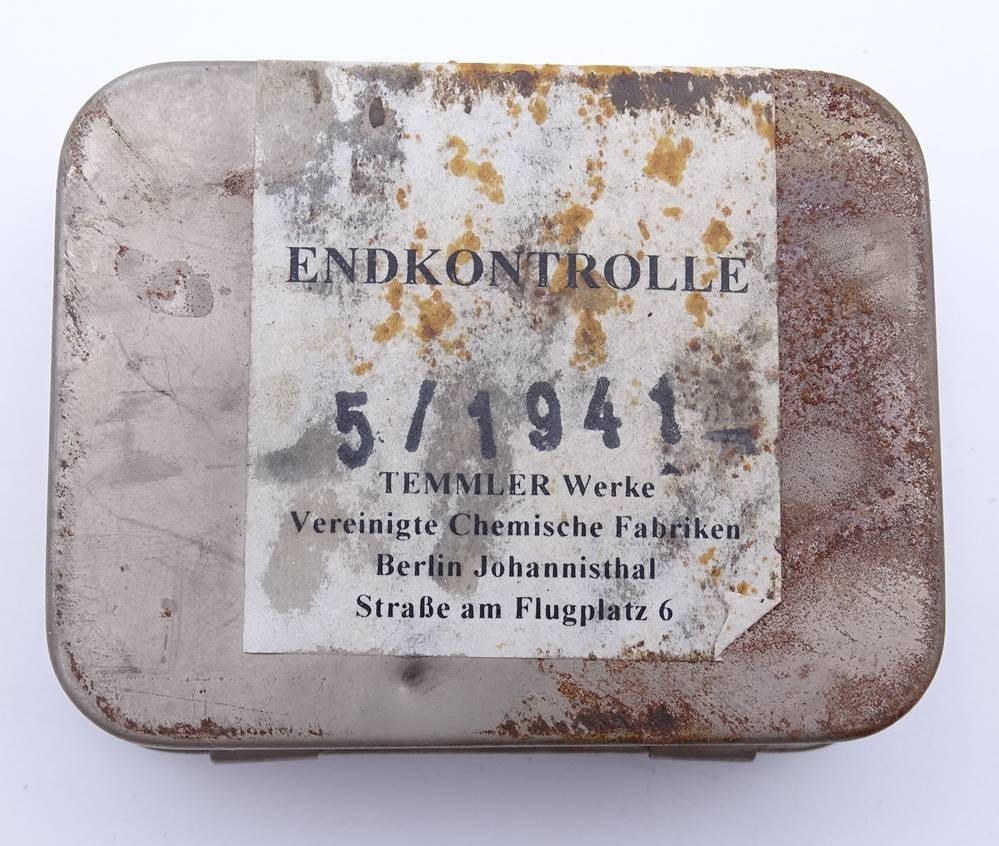 ENDKONTROLLE
5/1941
TEMMLER Werke
Vereinigte Chemische Fabriken
Berlin Johannisthal
Straße am Flugplatz 6